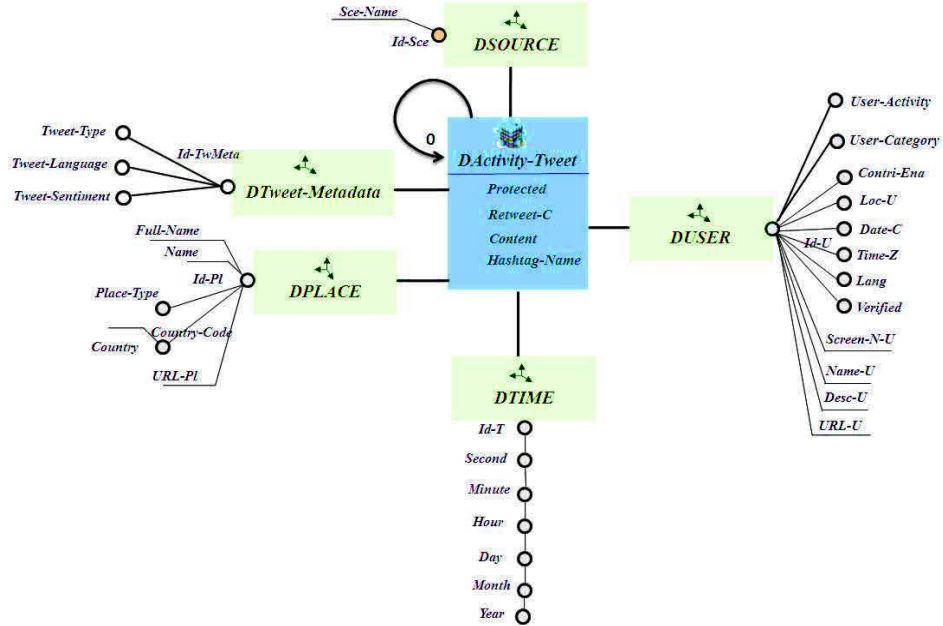 Sce-Name
Id-Sce
DSOURCE
0
DActivity-Tweet
Protected
Retweet-C
Content
Hashtag-Name
Tweet-Type
Id-TwMeta
Tweet-Language
Tweet-Sentiment
DTweet-Metadata
Full-Name
Name
Id-Pl
Place-Type
Country-Code
Country
URL-Pl
DPLACE
DUSER
Id-U
User-Activity
User-Category
Contri-Ena
Loc-U
Date-C
Time-Z
Lang
Verified
Screen-N-U
Name-U
Desc-U
URL-U
DTIME
Id-T
Second
Minute
Hour
Day
Month
Year